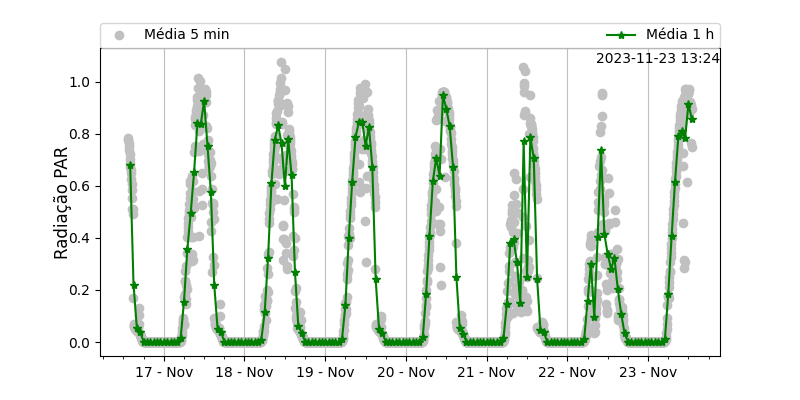 Média 5 min
Média 1 h
2023-11-23 13:24
Radiação PAR
1.0
0.8
0.6
0.4
0.2
0.0
17 - Nov
18 - Nov
19 - Nov
20 - Nov
21 - Nov
22 - Nov
23 - Nov